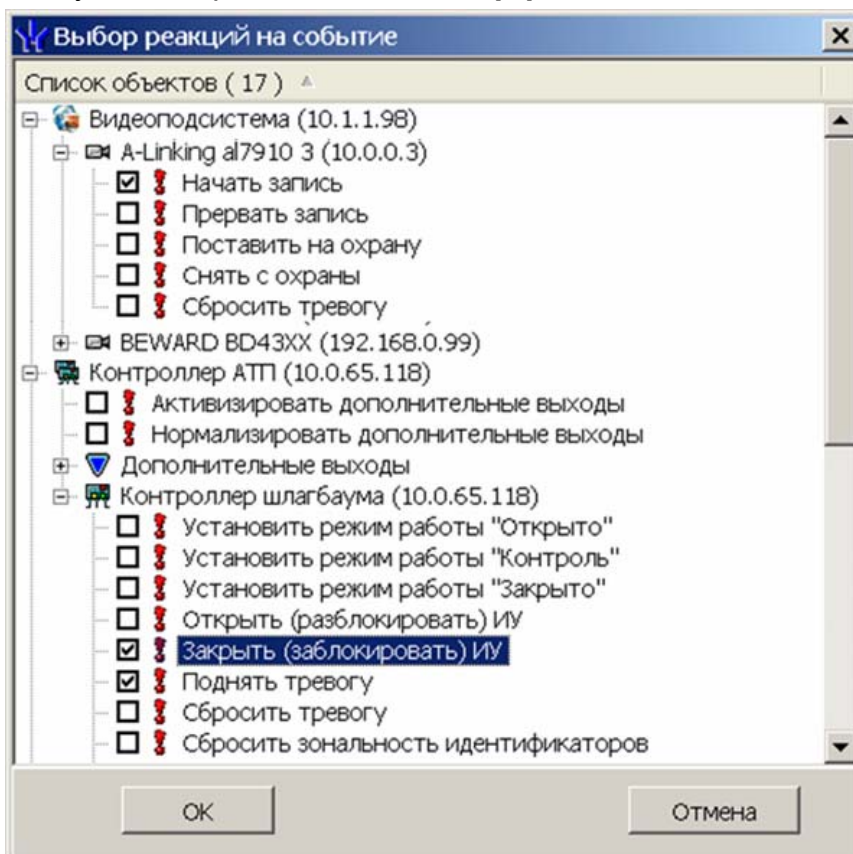 Выбор реакций на событие
Список объектов ( 17 )
Видеоподсистема (10.1.1.98)
A-Linking al7910 3 (10.0.0.3)
Начать запись
Прервать запись
Поставить на охрану
Снять с охраны
Сбросить тревогу
BEWARD BD43XX (192.168.0.99)
Контроллер АТП (10.0.65.118)
Активизировать дополнительные выходы
Нормализировать дополнительные выходы
Дополнительные выходы
Контроллер шлагбаума (10.0.65.118)
Установить режим работы "Открыто"
Установить режим работы "Контроль"
Установить режим работы "Закрыто"
Открыть (разблокировать) ИУ
Закрыть (заблокировать) ИУ
Поднять тревогу
Сбросить тревогу
Сбросить зональность идентификаторов
ОК Отмена